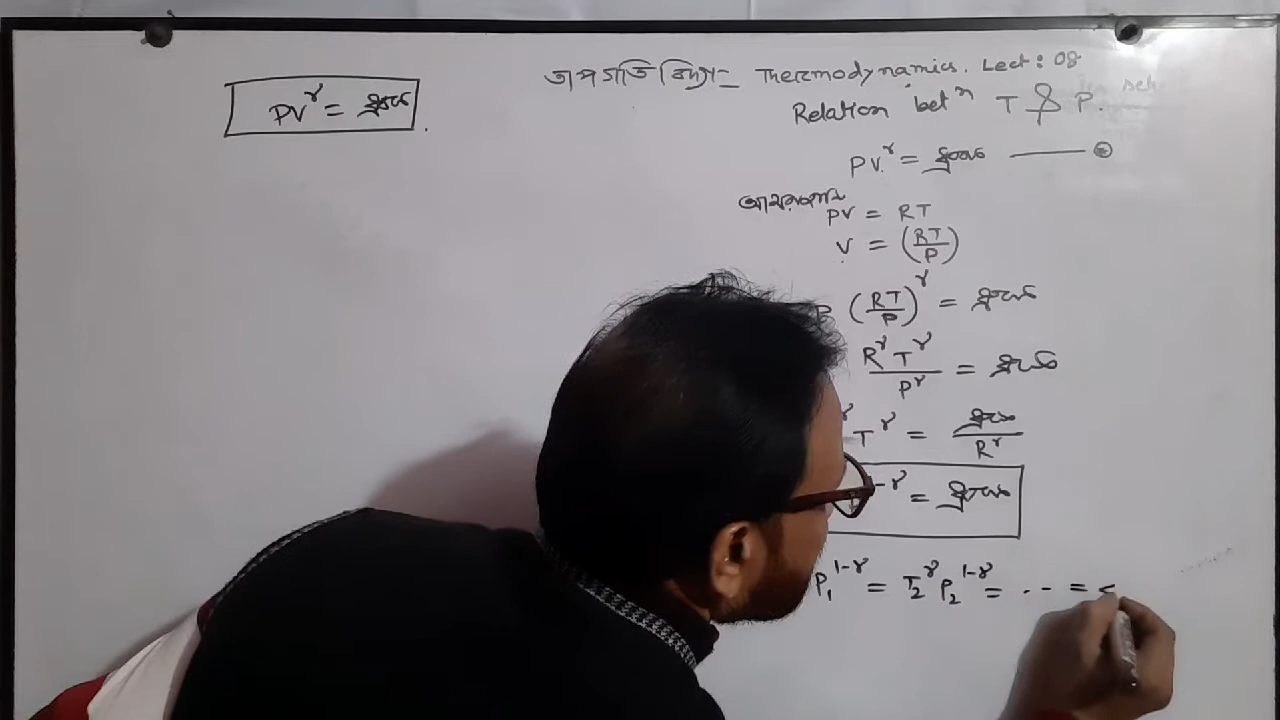 PV^γ = ধ্রুবক
তাপগতি বিদ্যা - Thermodynamics. Lect: 08
Relation betⁿ T & P.
PV^γ = ধ্রুবক
আমরা জানি
PV = RT
V = (RT/P)
P (RT/P)^γ = ধ্রুবক
R^γ T^γ / P^γ = ধ্রুবক
T^γ = ধ্রুবক / R^γ
1-γ = ধ্রুবক
P₁^1-γ = T₂^γ P₂^1-γ = -- =